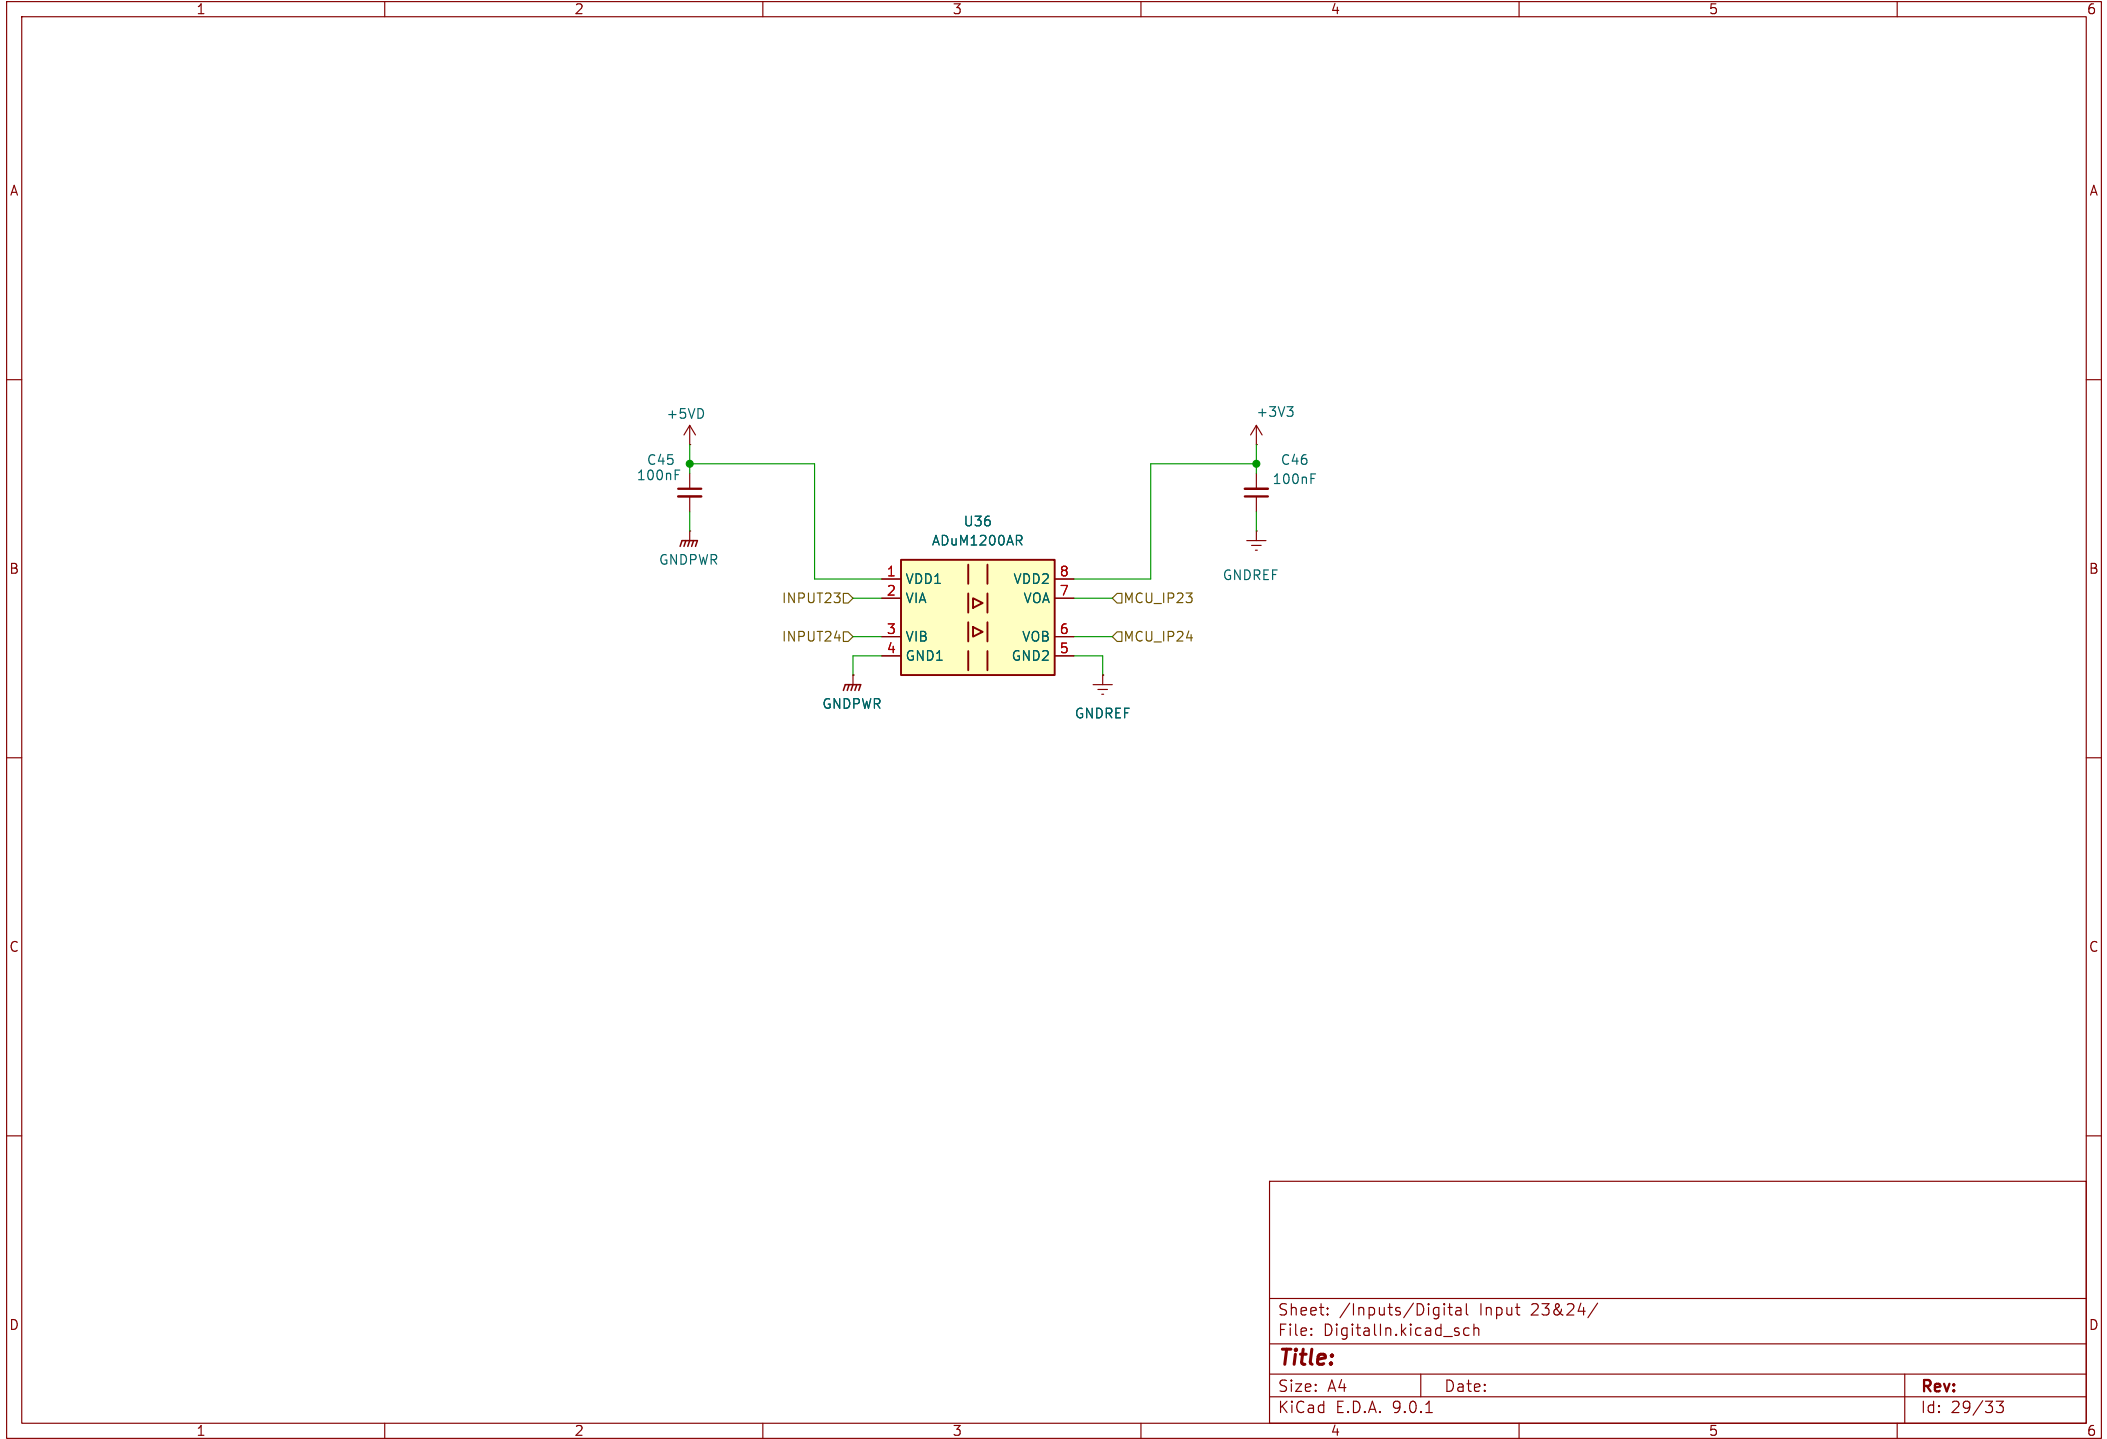 1 2 3 4 5 6
A A
+5VD +3V3
C45 C46
100nF 100nF
U36
ADuM1200AR
GNDPWR GNDREF
B B
1 VDD1 VDD2 8
INPUT23 2 VIA VOA 7 MCU_IP23
INPUT24 3 VIB VOB 6 MCU_IP24
4 GND1 GND2 5
GNDPWR GNDREF
C C
D D
Sheet: /Inputs/Digital Input 23&24/
File: DigitalIn.kicad_sch
Title:
Size: A4 Date: Rev:
KiCad E.D.A. 9.0.1 Id: 29/33
1 2 3 4 5 6